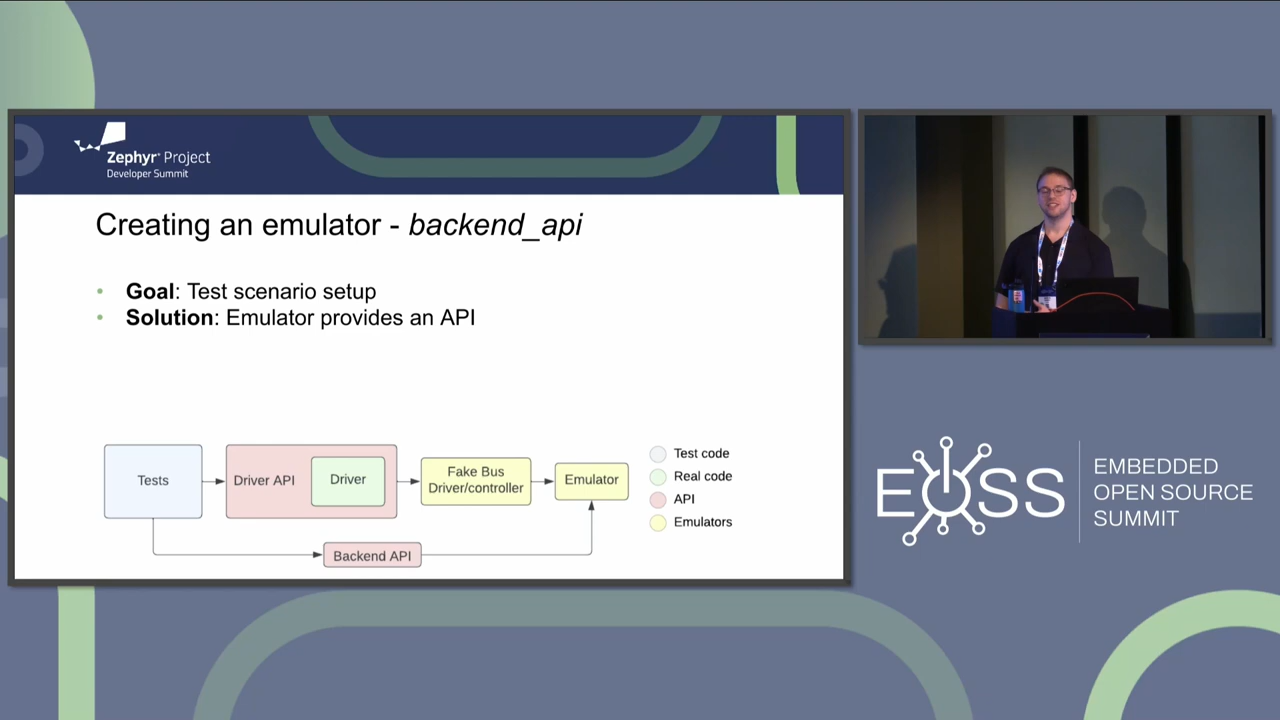 Zephyr® Project
Developer Summit
Creating an emulator - backend_api
• Goal: Test scenario setup
• Solution: Emulator provides an API
Tests
Driver API
Driver
Fake Bus
Driver/controller
Emulator
Backend API
Test code
Real code
API
Emulators
EOSS
EMBEDDED
OPEN SOURCE
SUMMIT